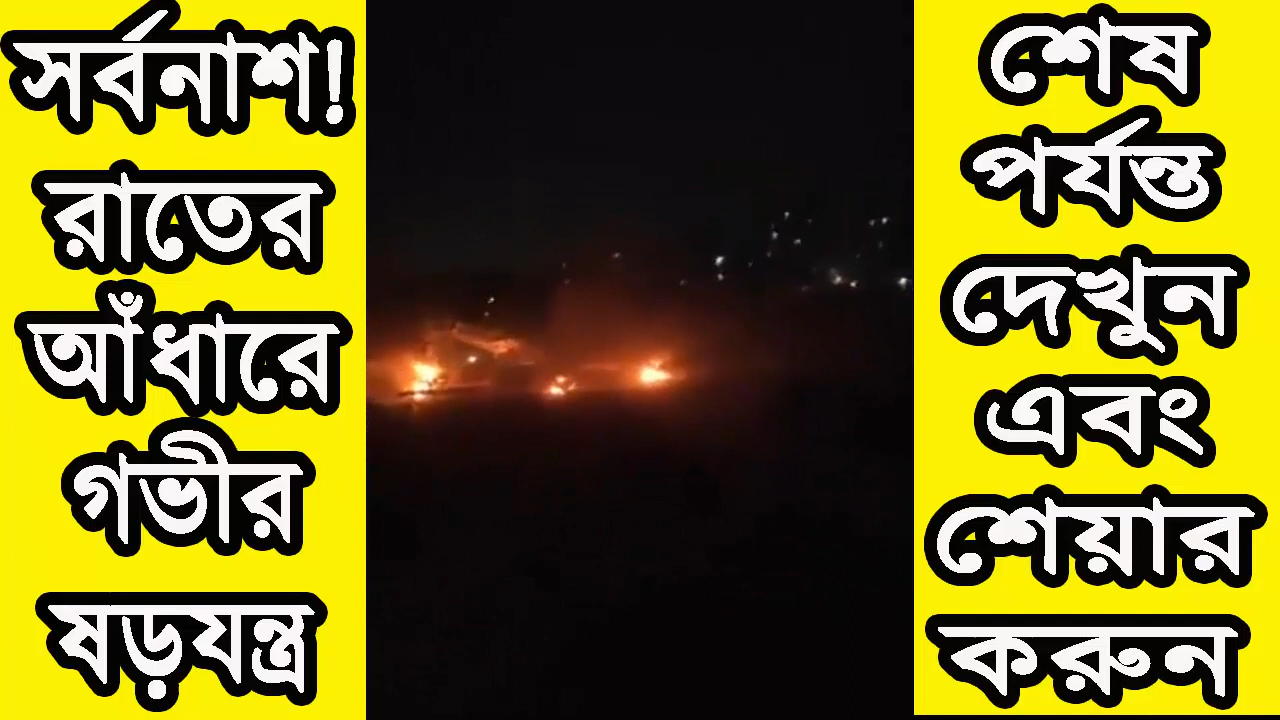 সর্বনাশ!
রাতের
আঁধারে
গভীর
ষড়যন্ত্র
শেষ
পর্যন্ত
দেখুন
এবং
শেয়ার
করুন